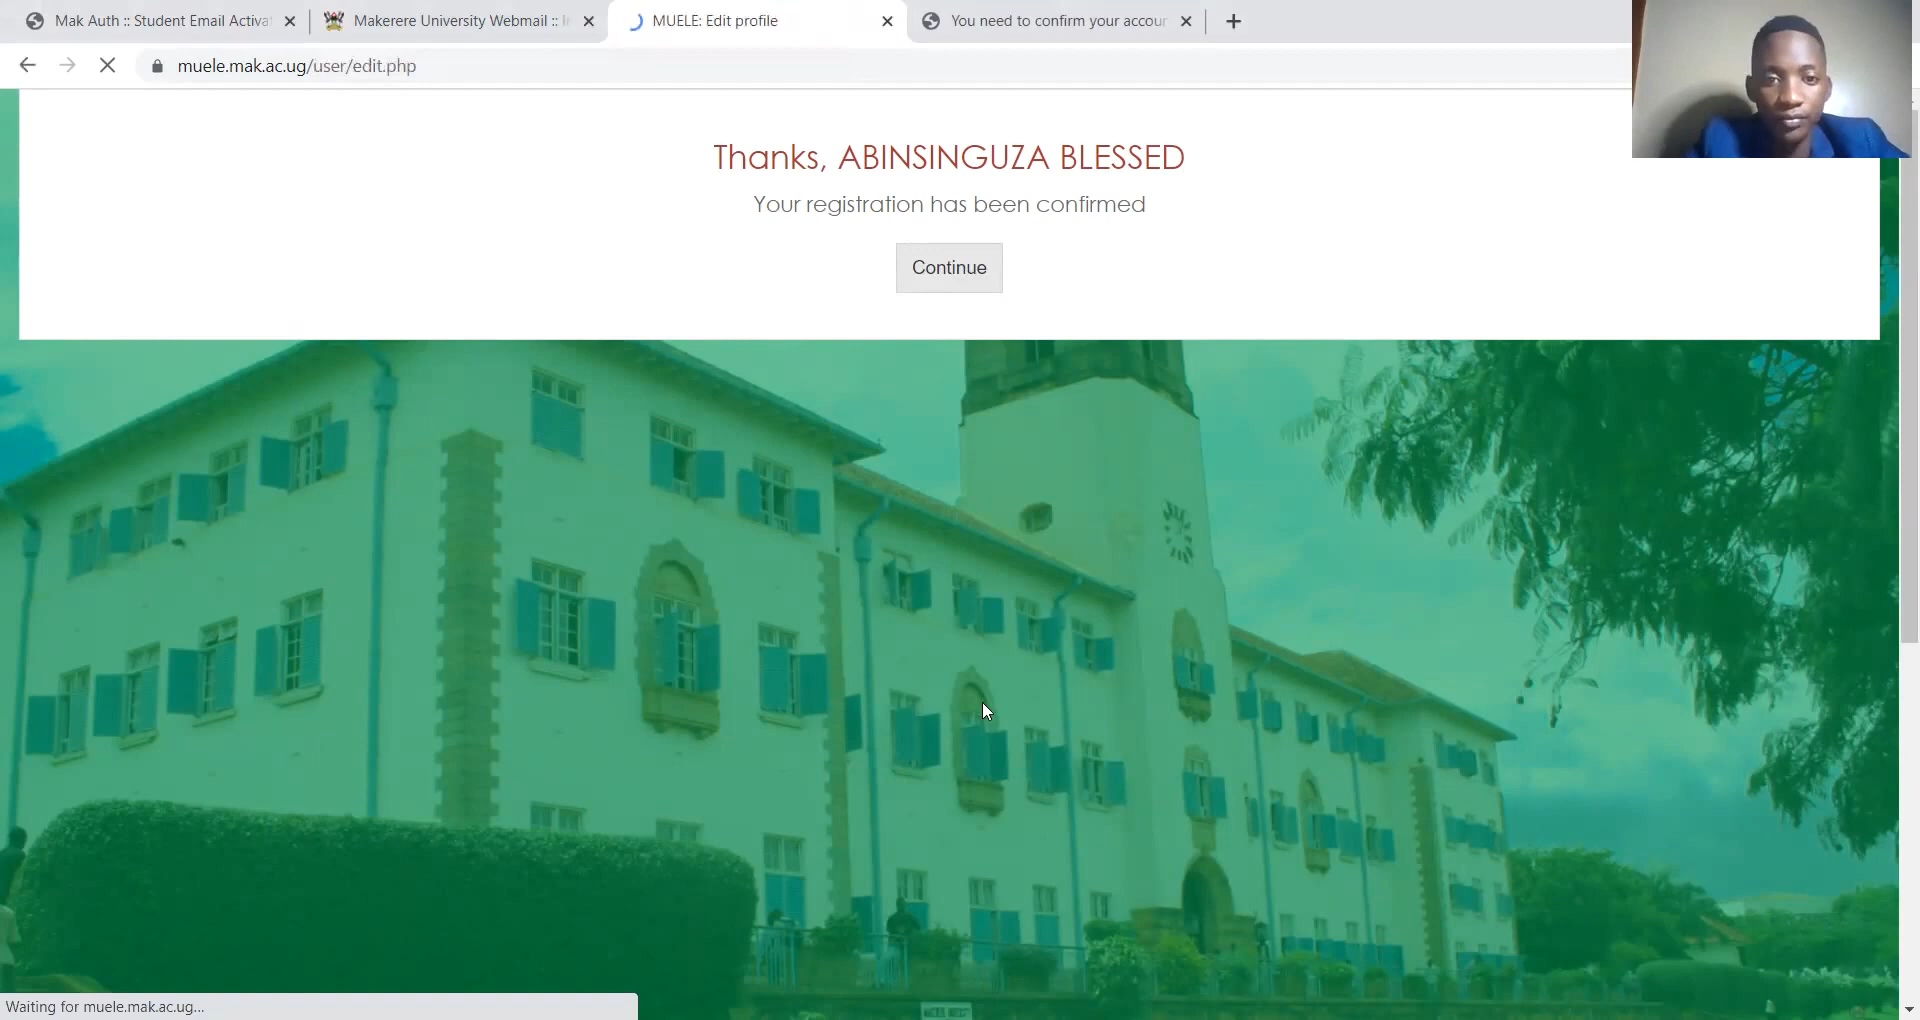 Mak Auth :: Student Email Activa
Makerere University Webmail :: I
MUELE: Edit profile
You need to confirm your accour
muele.mak.ac.ug/user/edit.php
Thanks, ABINSINGUZA BLESSED
Your registration has been confirmed
Continue
Waiting for muele.mak.ac.ug...